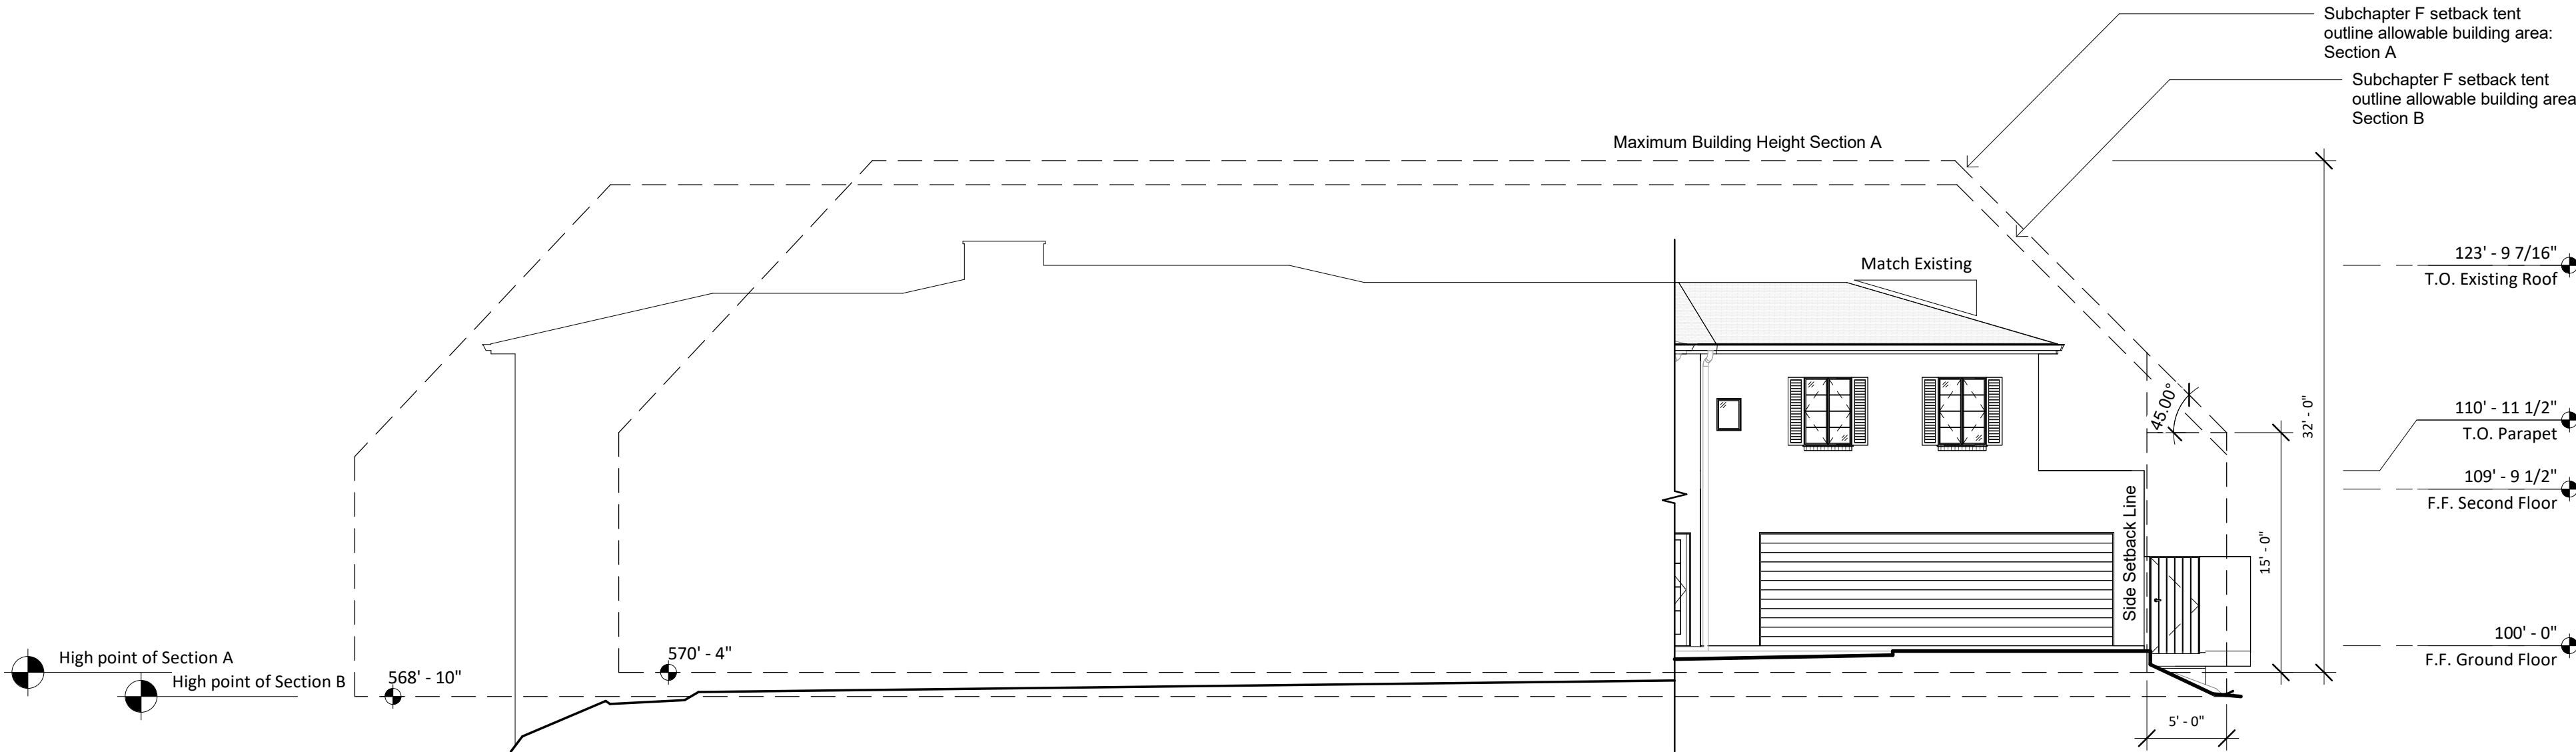 Subchapter F setback tent
outline allowable building area:
Section A
Subchapter F setback tent
outline allowable building area
Section B
Maximum Building Height Section A
Match Existing
123' - 9 7/16"
T.O. Existing Roof
45.00°
32' - 0"
110' - 11 1/2"
T.O. Parapet
109' - 9 1/2"
F.F. Second Floor
Side Setback Line
15' - 0"
100' - 0"
F.F. Ground Floor
High point of Section A
570' - 4"
High point of Section B
568' - 10"
5' - 0"